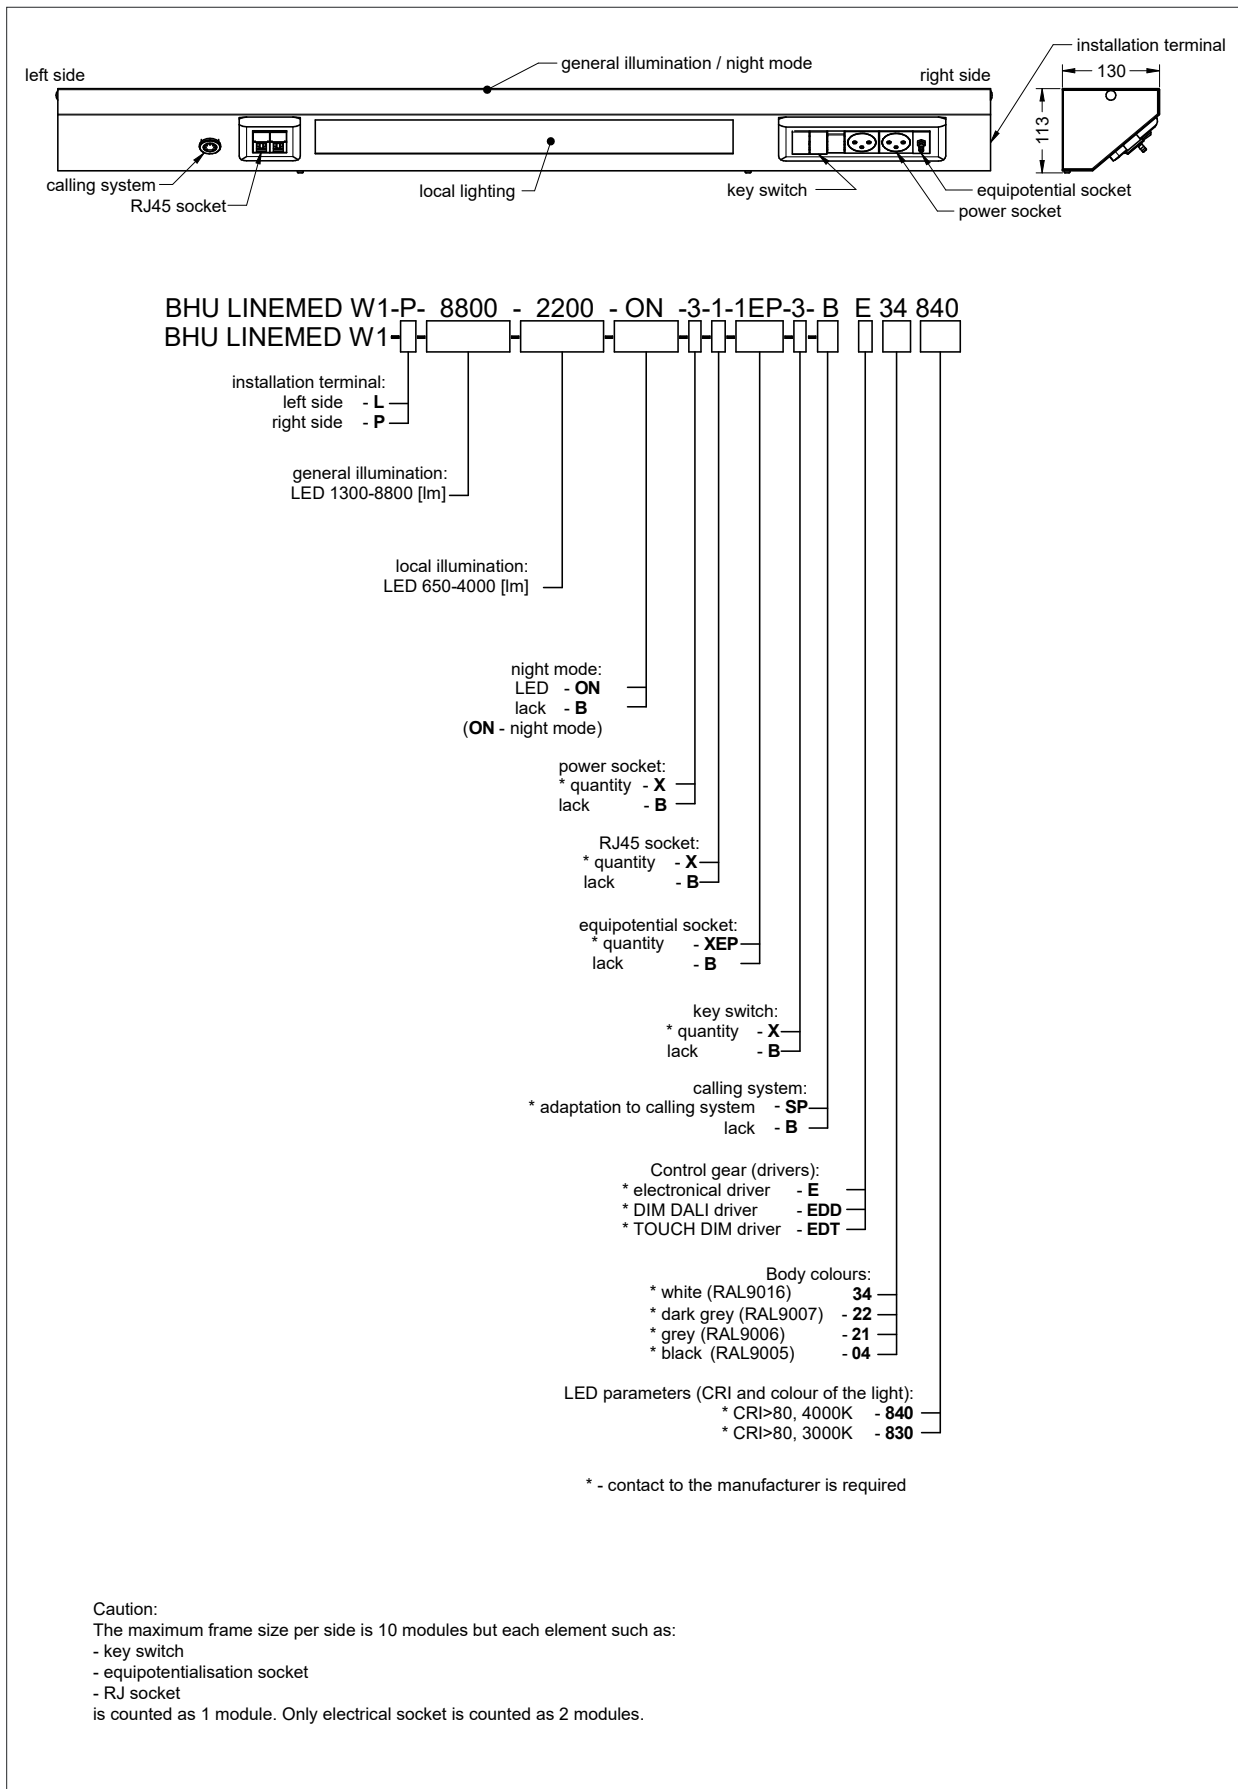 general illumination / night mode
installation terminal
left side
right side
130
113
calling system
RJ45 socket
local lighting
key switch
equipotential socket
power socket
BHU LINEMED W1-P- 8800 - 2200 - ON -3-1-1EP-3- B E 34 840
BHU LINEMED W1-
installation terminal:
left side - L
right side - P
general illumination:
LED 1300-8800 [lm]
local illumination:
LED 650-4000 [lm]
night mode:
LED - ON
lack - B
(ON - night mode)
power socket:
* quantity - X
lack - B
RJ45 socket:
* quantity - X
lack - B
equipotential socket:
* quantity - XEP
lack - B
key switch:
* quantity - X
lack - B
calling system:
* adaptation to calling system - SP
lack - B
Control gear (drivers):
* electronical driver - E
* DIM DALI driver - EDD
* TOUCH DIM driver - EDT
Body colours:
* white (RAL9016) 34
* dark grey (RAL9007) - 22
* grey (RAL9006) - 21
* black (RAL9005) - 04
LED parameters (CRI and colour of the light):
* CRI>80, 4000K - 840
* CRI>80, 3000K - 830
* - contact to the manufacturer is required
Caution:
The maximum frame size per side is 10 modules but each element such as:
- key switch
- equipotentialisation socket
- RJ socket
is counted as 1 module. Only electrical socket is counted as 2 modules.